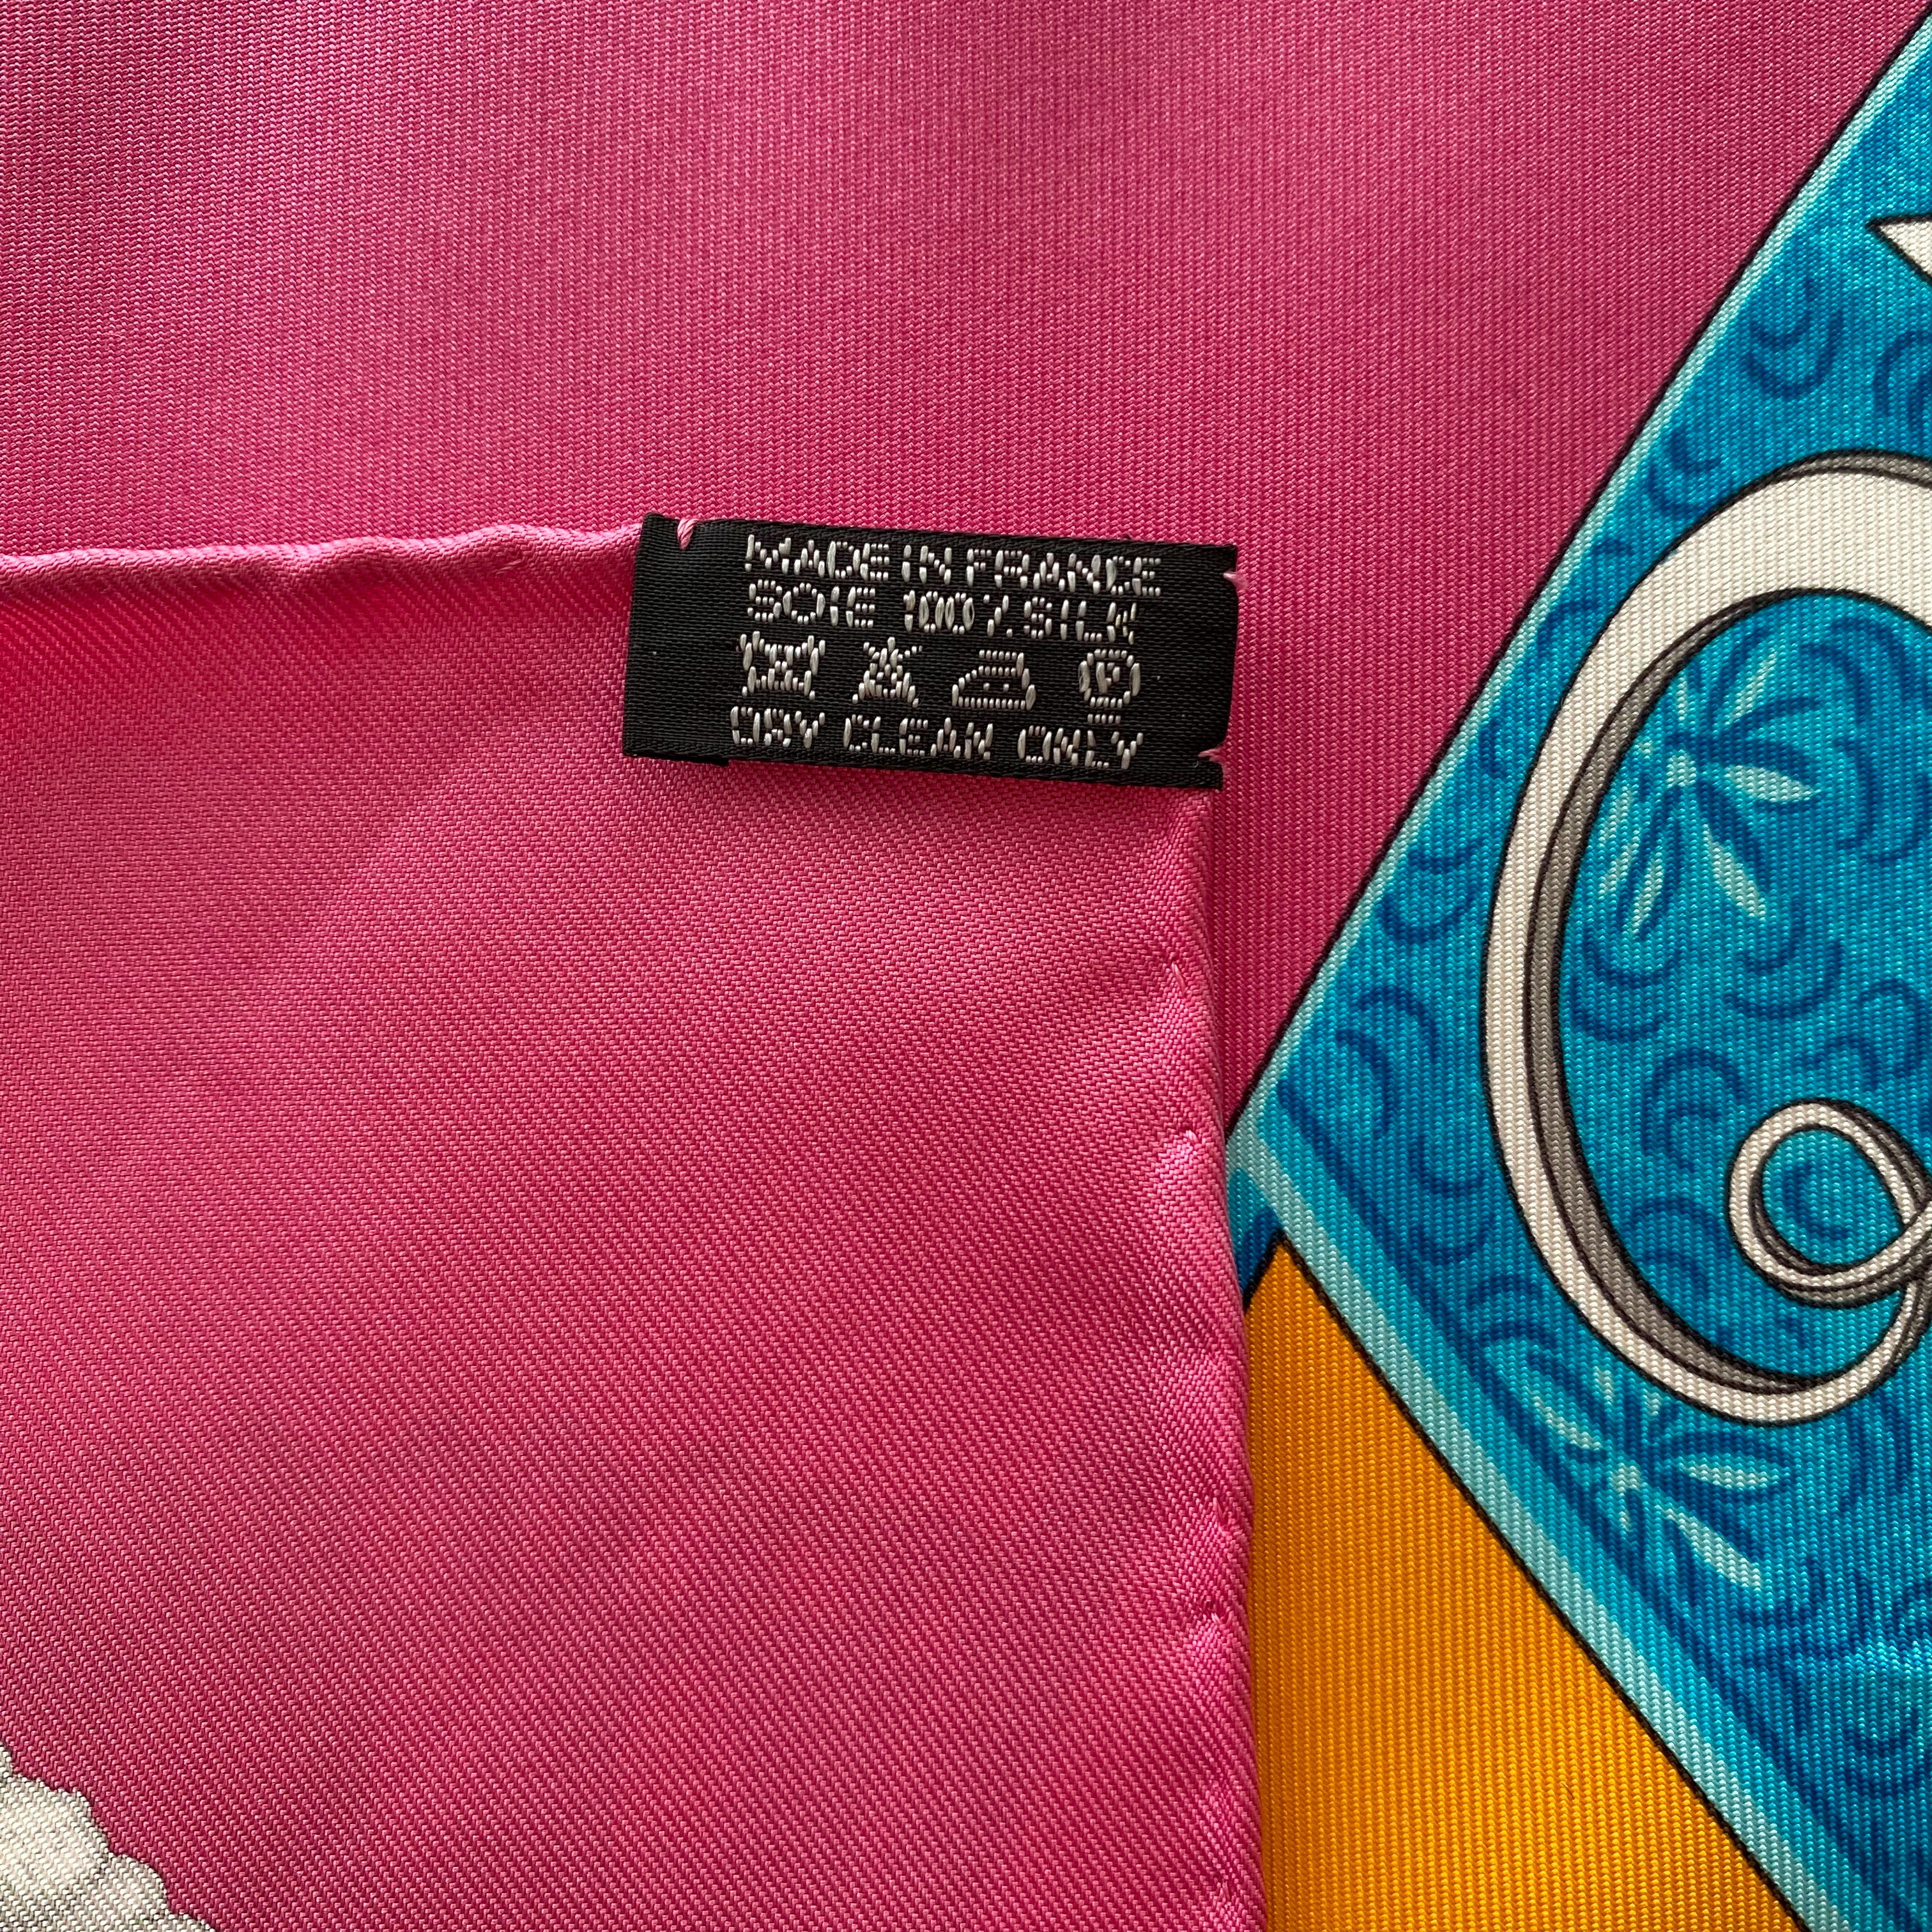 MADE IN FRANCE
SOIE 100% SILK
P
DRY CLEAN ONLY